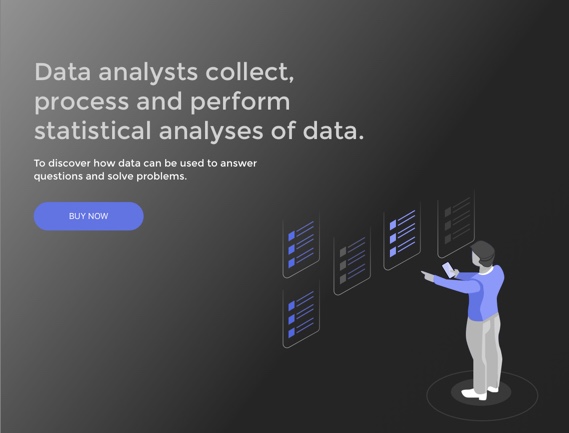 Data analysts collect,
process and perform
statistical analyses of data.
To discover how data can be used to answer
questions and solve problems.
BUY NOW